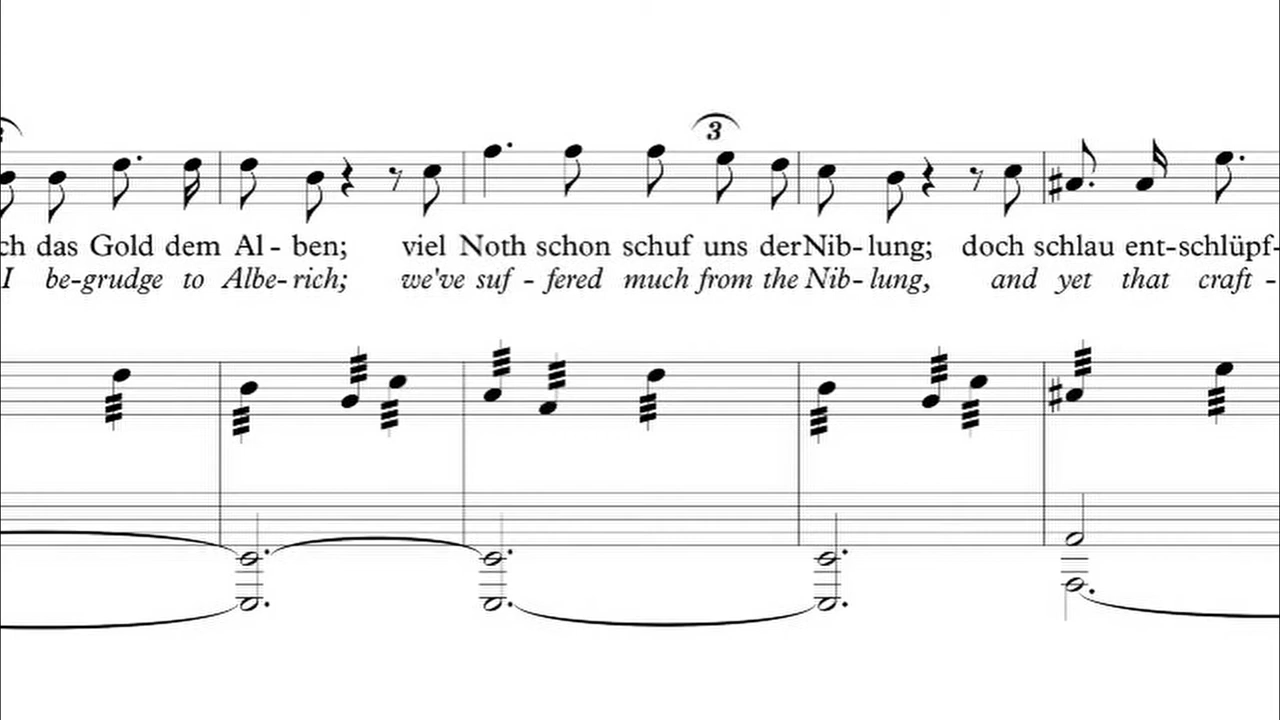 3
ch das Gold dem Al - ben; viel Noth schon schuf uns der Nib - lung; doch schlau ent - schlüpf -
I be - grudge to Albe - rich; we've suf - fered much from the Nib - lung, and yet that craft -